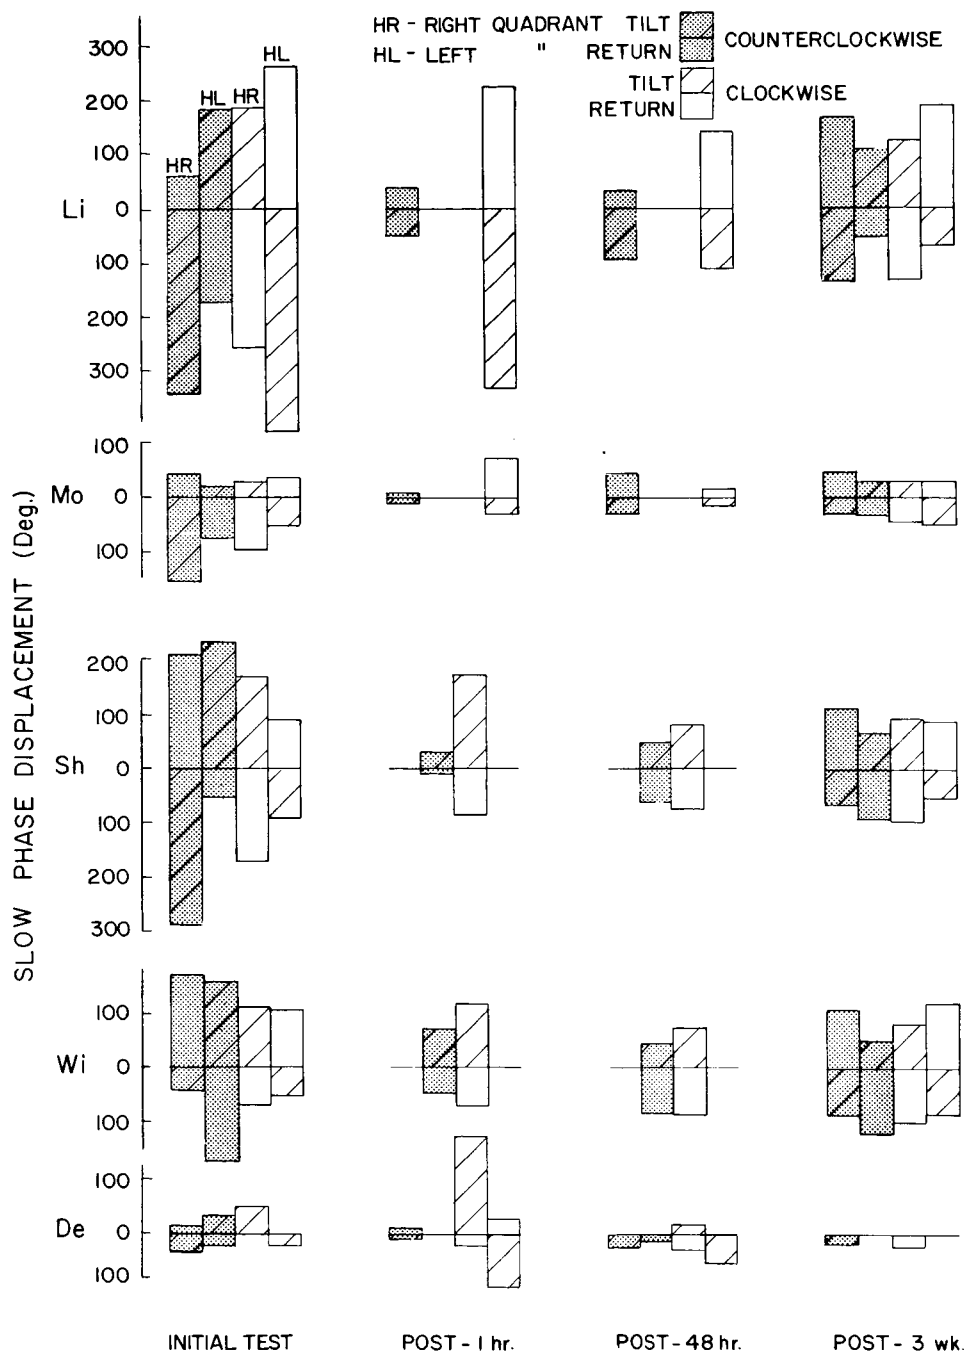 HR - RIGHT QUADRANT TILT
HL - LEFT " RETURN
COUNTERCLOCKWISE
TILT
RETURN
CLOCKWISE
SLOW PHASE DISPLACEMENT (Deg.)
300
200
100
Li 0
100
200
300
HR
HL
HR
HL
100
Mo 0
100
200
100
Sh 0
100
200
300
100
Wi 0
100
100
De 0
100
INITIAL TEST
POST - 1 hr.
POST - 48 hr.
POST - 3 wk.